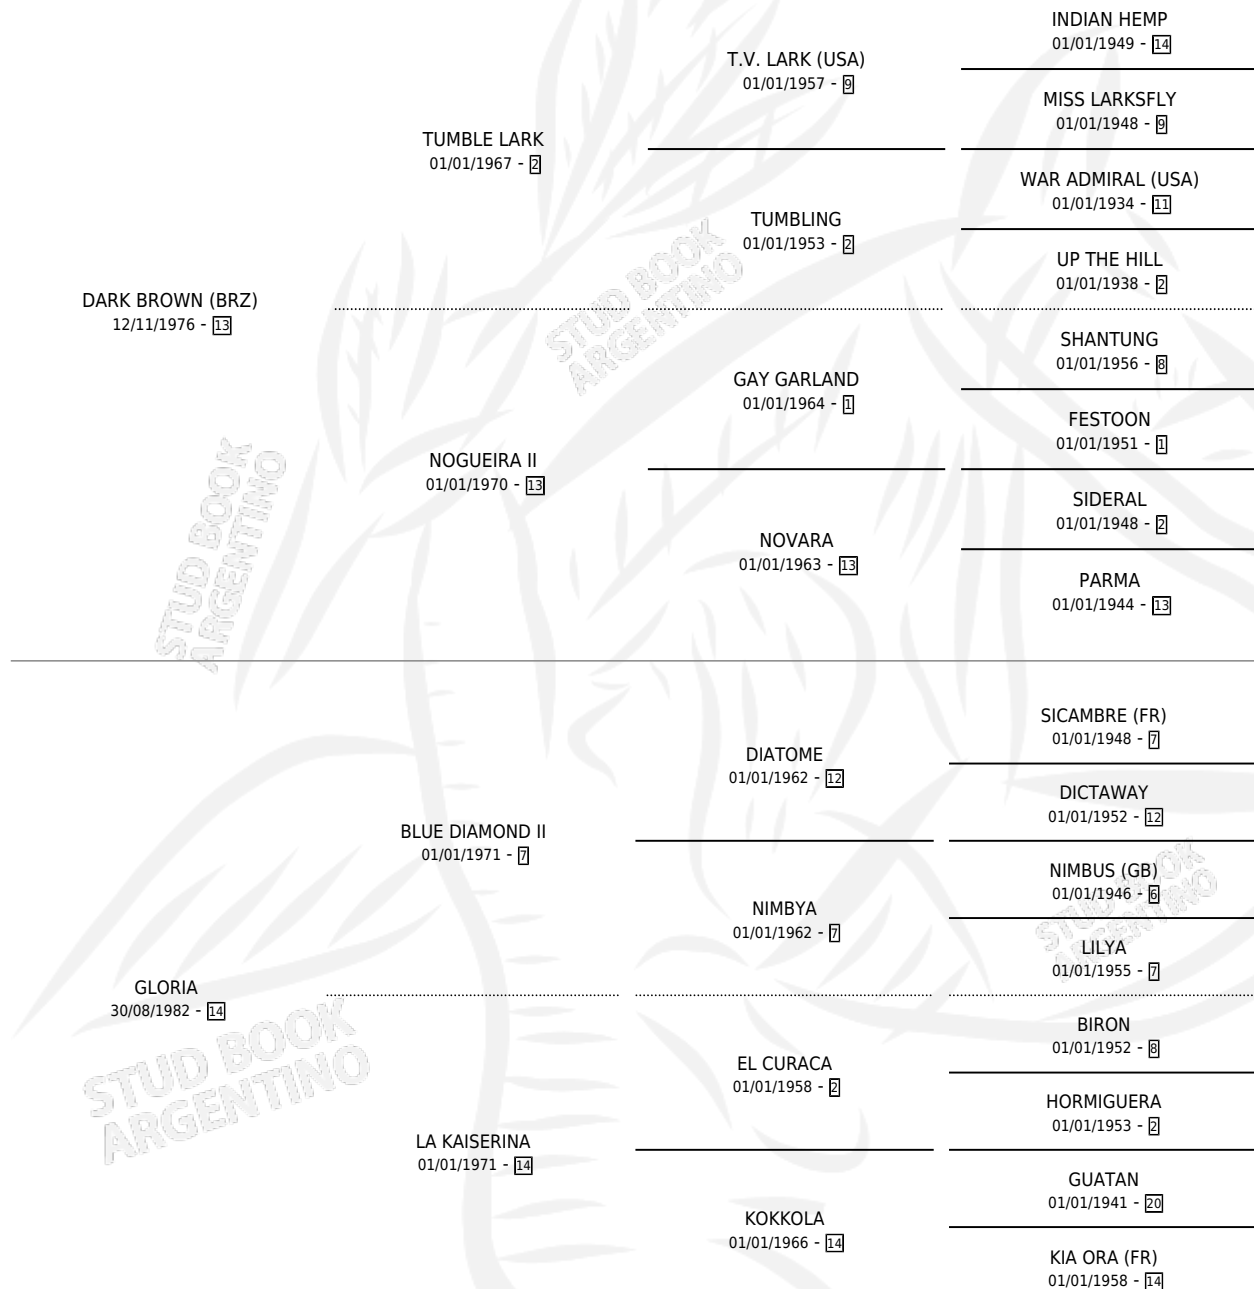 INDIAN HEMP
01/01/1949 - 14
T.V. LARK (USA)
01/01/1957 - 9
MISS LARKSFLY
01/01/1948 - 9
TUMBLE LARK
01/01/1967 - 2
WAR ADMIRAL (USA)
01/01/1934 - 11
TUMBLING
01/01/1953 - 2
UP THE HILL
01/01/1938 - 2
DARK BROWN (BRZ)
12/11/1976 - 13
SHANTUNG
01/01/1956 - 8
GAY GARLAND
01/01/1964 - 1
FESTOON
01/01/1951 - 1
NOGUEIRA II
01/01/1970 - 13
SIDERAL
01/01/1948 - 2
NOVARA
01/01/1963 - 13
PARMA
01/01/1944 - 13
SICAMBRE (FR)
01/01/1948 - 7
DIATOME
01/01/1962 - 12
DICTAWAY
01/01/1952 - 12
BLUE DIAMOND II
01/01/1971 - 7
NIMBUS (GB)
01/01/1946 - 6
NIMBYA
01/01/1962 - 7
LILYA
01/01/1955 - 7
GLORIA
30/08/1982 - 14
BIRON
01/01/1952 - 8
EL CURACA
01/01/1958 - 2
HORMIGUERA
01/01/1953 - 2
LA KAISERINA
01/01/1971 - 14
GUATAN
01/01/1941 - 20
KOKKOLA
01/01/1966 - 14
KIA ORA (FR)
01/01/1958 - 14
STUD BOOK
ARGENTINO
STUD BOOK
ARGENTINO
STUD BOOK
ARGENTINO
STUD BOOK
ARGENTINO